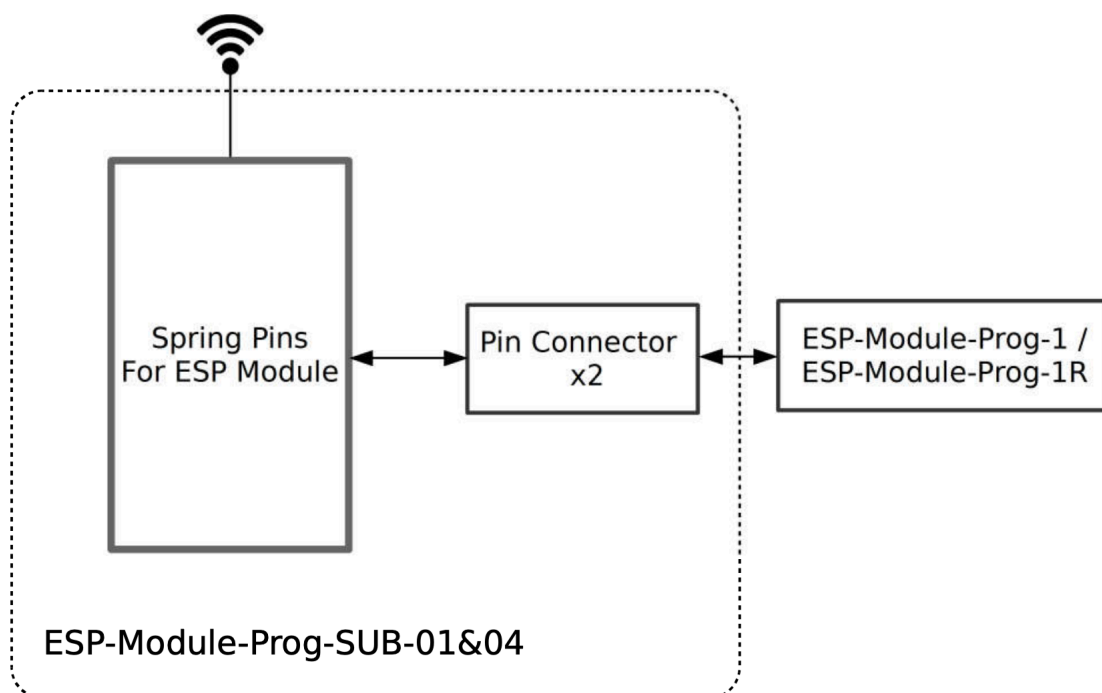 Spring Pins
For ESP Module
Pin Connector
x2
ESP-Module-Prog-1 /
ESP-Module-Prog-1R
ESP-Module-Prog-SUB-01&04